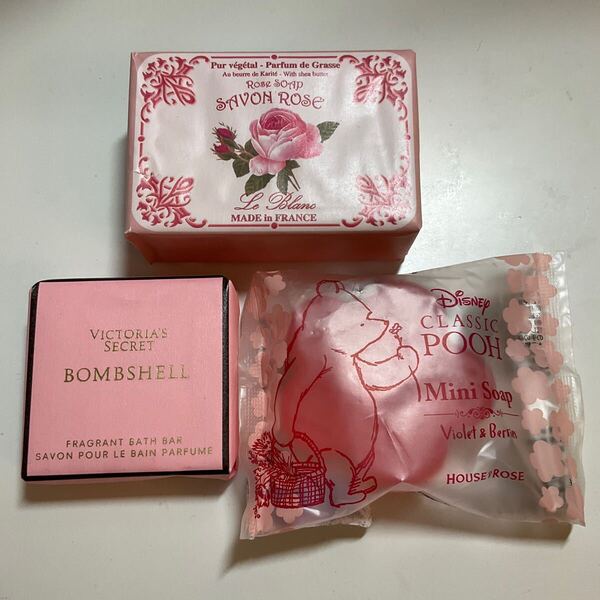 Pur végétal - Parfum de Grasse
Au beurre de Karité - With shea butter
ROSE SOAP
SAVON ROSE
Le Blanc
MADE in FRANCE
VICTORIA'S
SECRET
BOMBSHELL
FRAGRANT BATH BAR
SAVON POUR LE BAIN PARFUMÉ
Disney
CLASSIC
POOH
Mini Soap
Violet & Berries
HOUSE OF ROSE